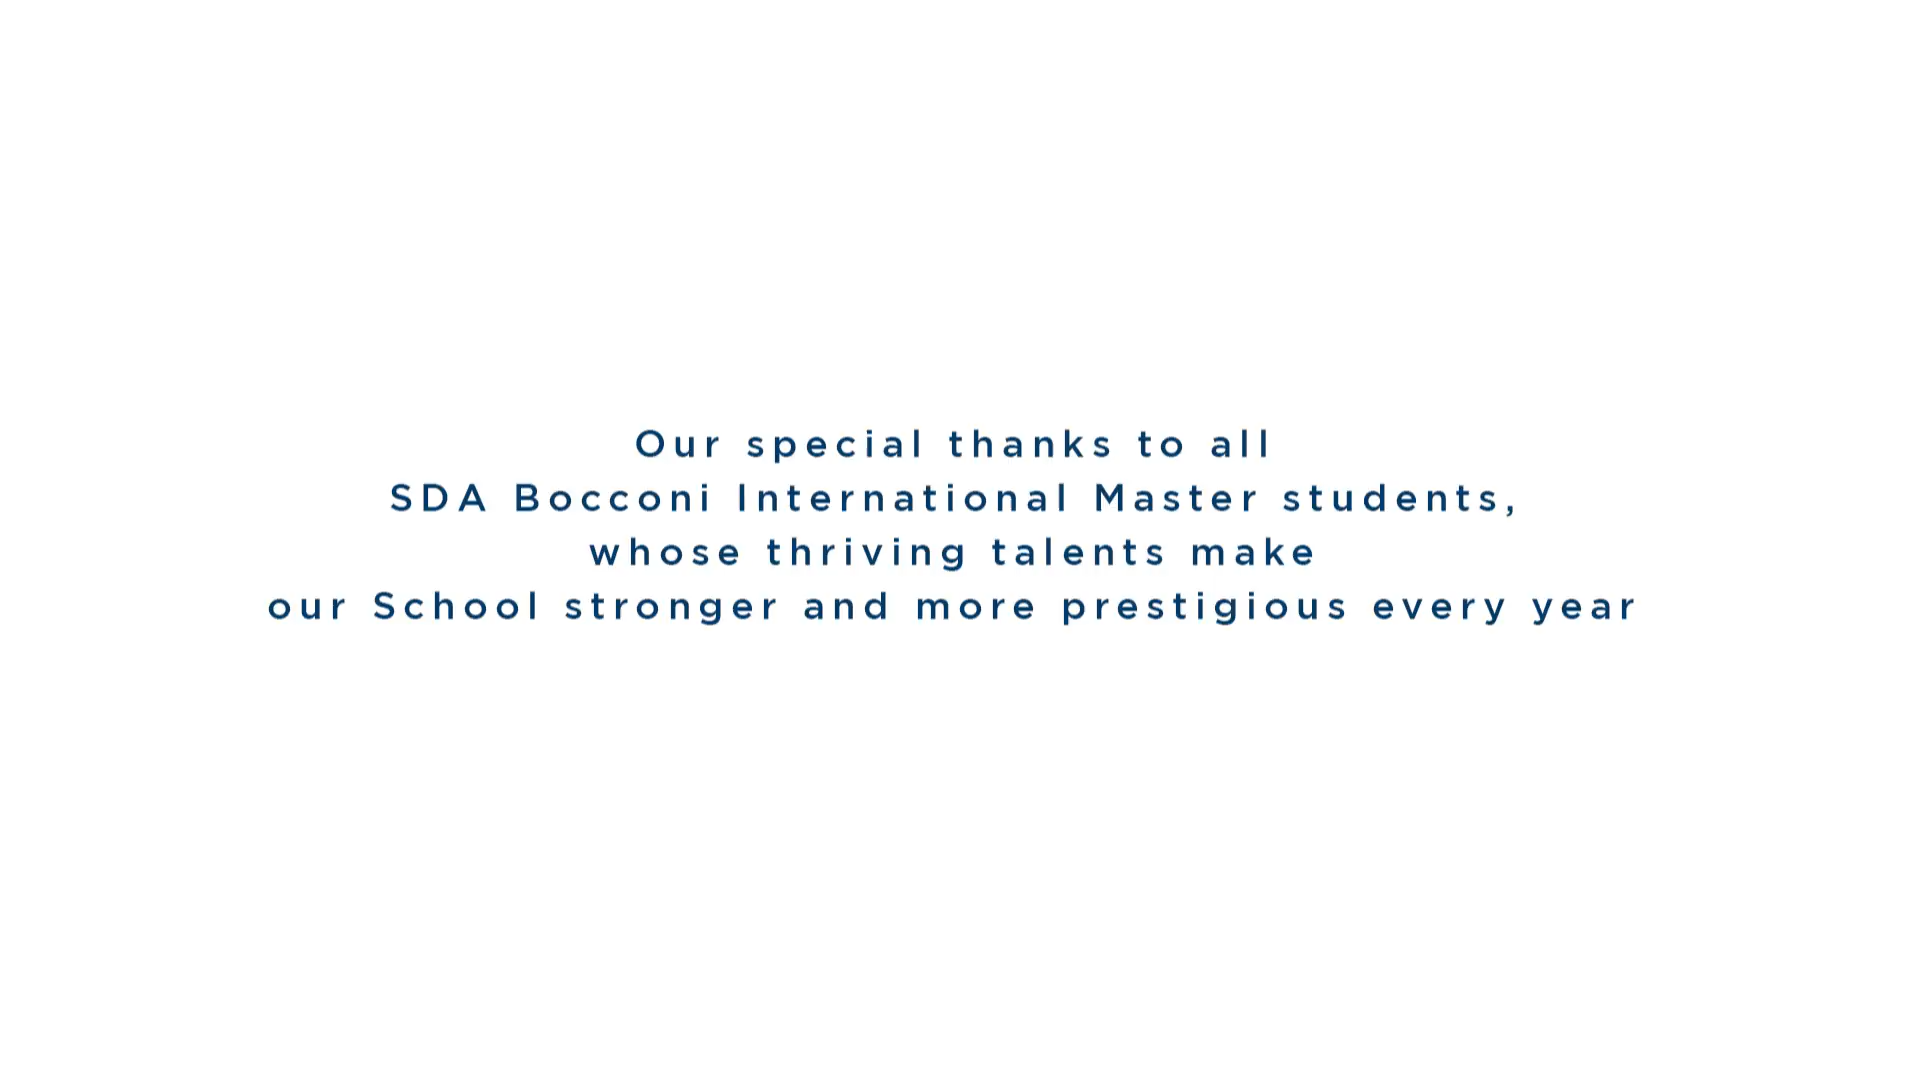 Our special thanks to all
SDA Bocconi International Master students,
whose thriving talents make
our School stronger and more prestigious every year